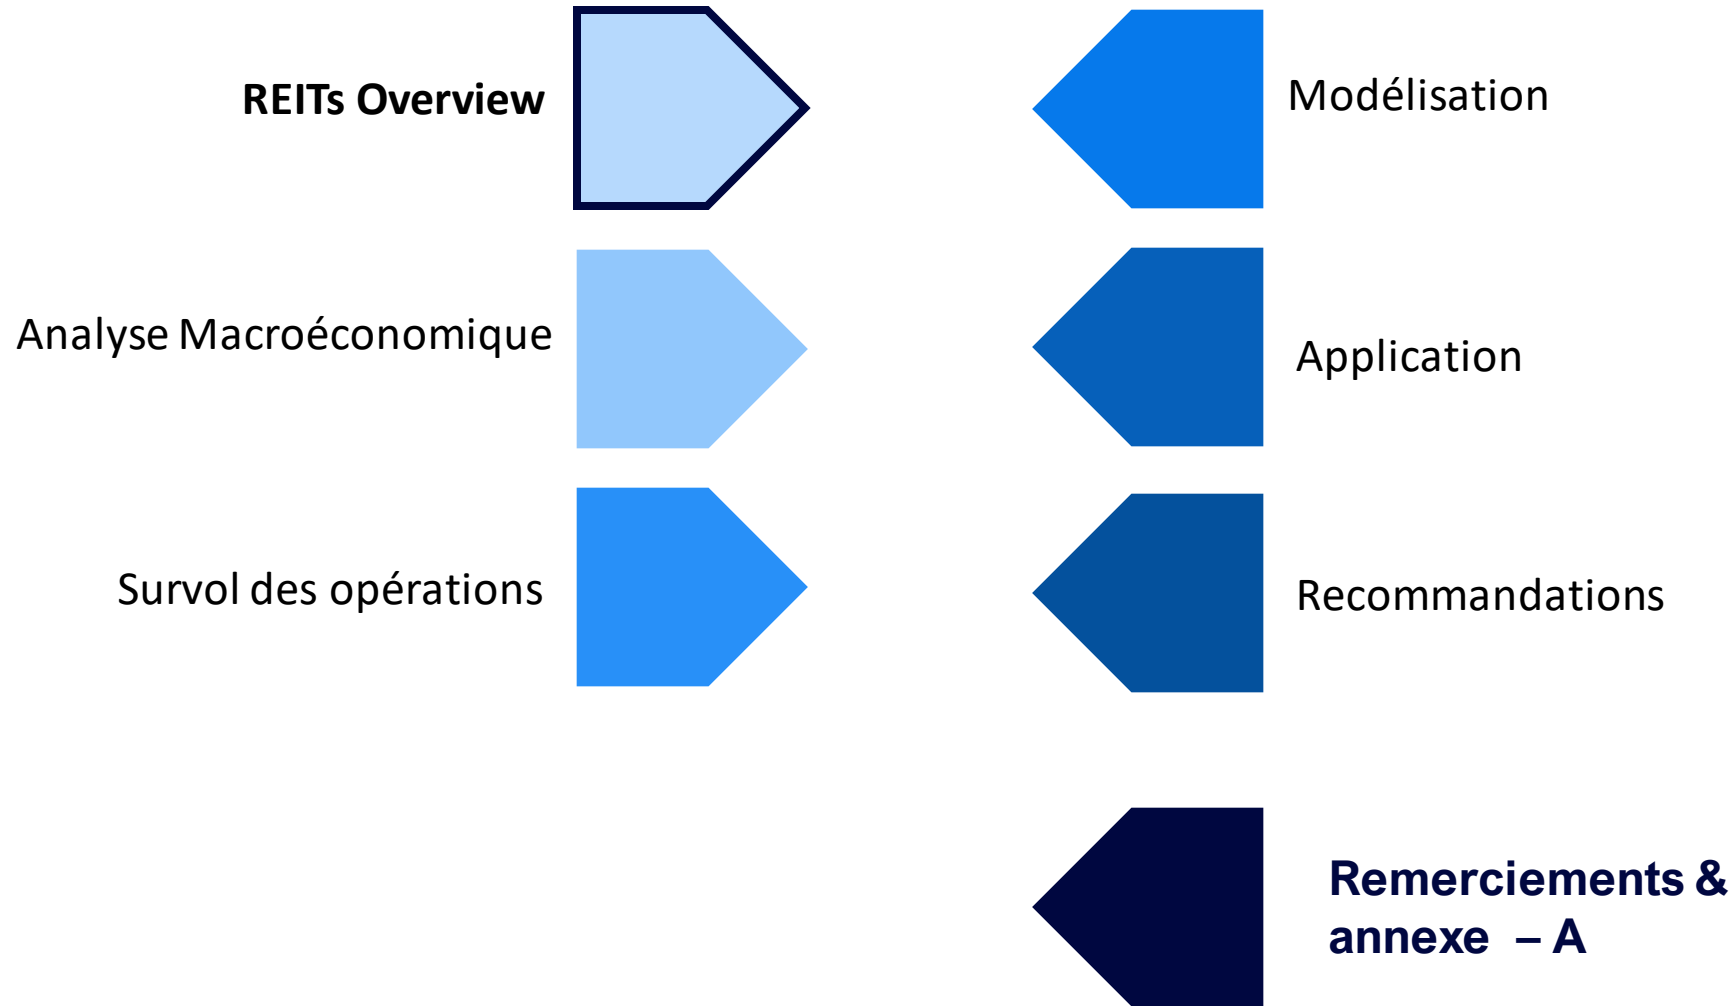 REITs Overview
Analyse Macroéconomique
Survol des opérations
Modélisation
Application
Recommandations
Remerciements &
annexe – A